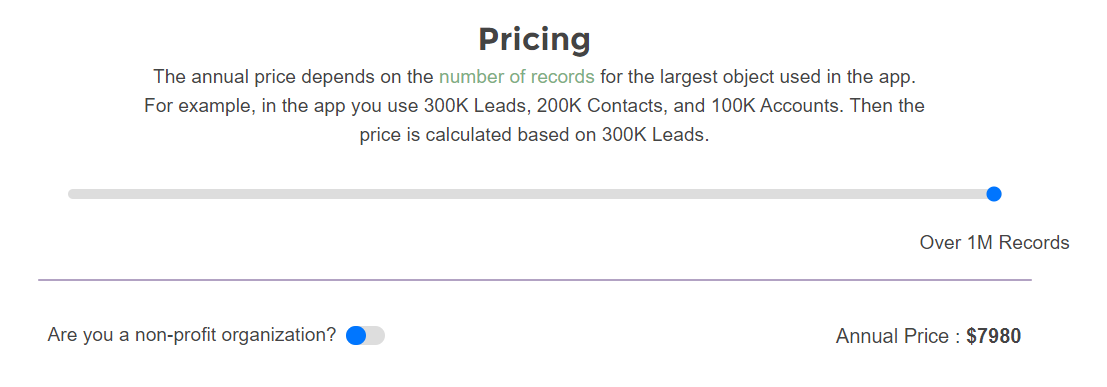 Pricing
The annual price depends on the number of records for the largest object used in the app.
For example, in the app you use 300K Leads, 200K Contacts, and 100K Accounts. Then the
price is calculated based on 300K Leads.
Over 1M Records
Are you a non-profit organization?
Annual Price : $7980